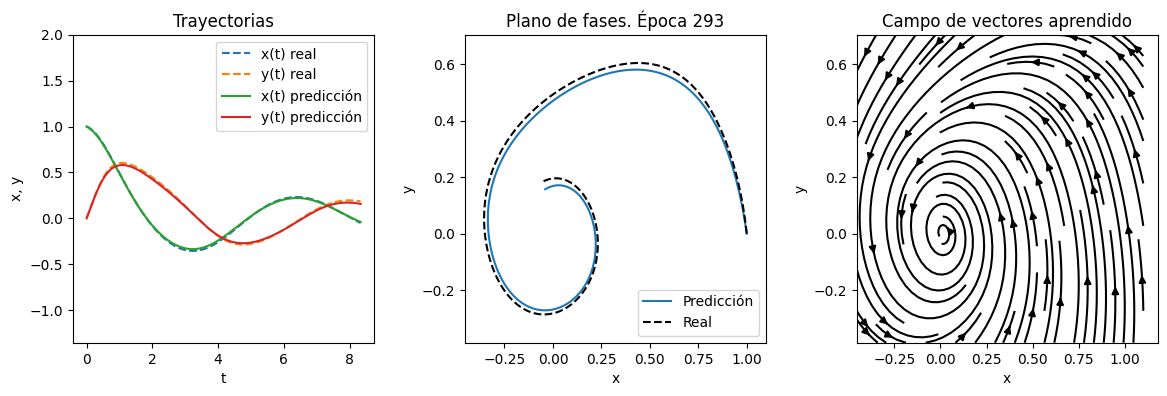 Trayectorias
x, y
2.0
1.5
1.0
0.5
0.0
−0.5
−1.0
x(t) real
y(t) real
x(t) predicción
y(t) predicción
0
2
4
6
8
t
Plano de fases. Época 293
y
0.6
0.4
0.2
0.0
−0.2
Predicción
Real
−0.25
0.00
0.25
0.50
0.75
1.00
x
Campo de vectores aprendido
y
0.6
0.4
0.2
0.0
−0.2
−0.25
0.00
0.25
0.50
0.75
1.00
x